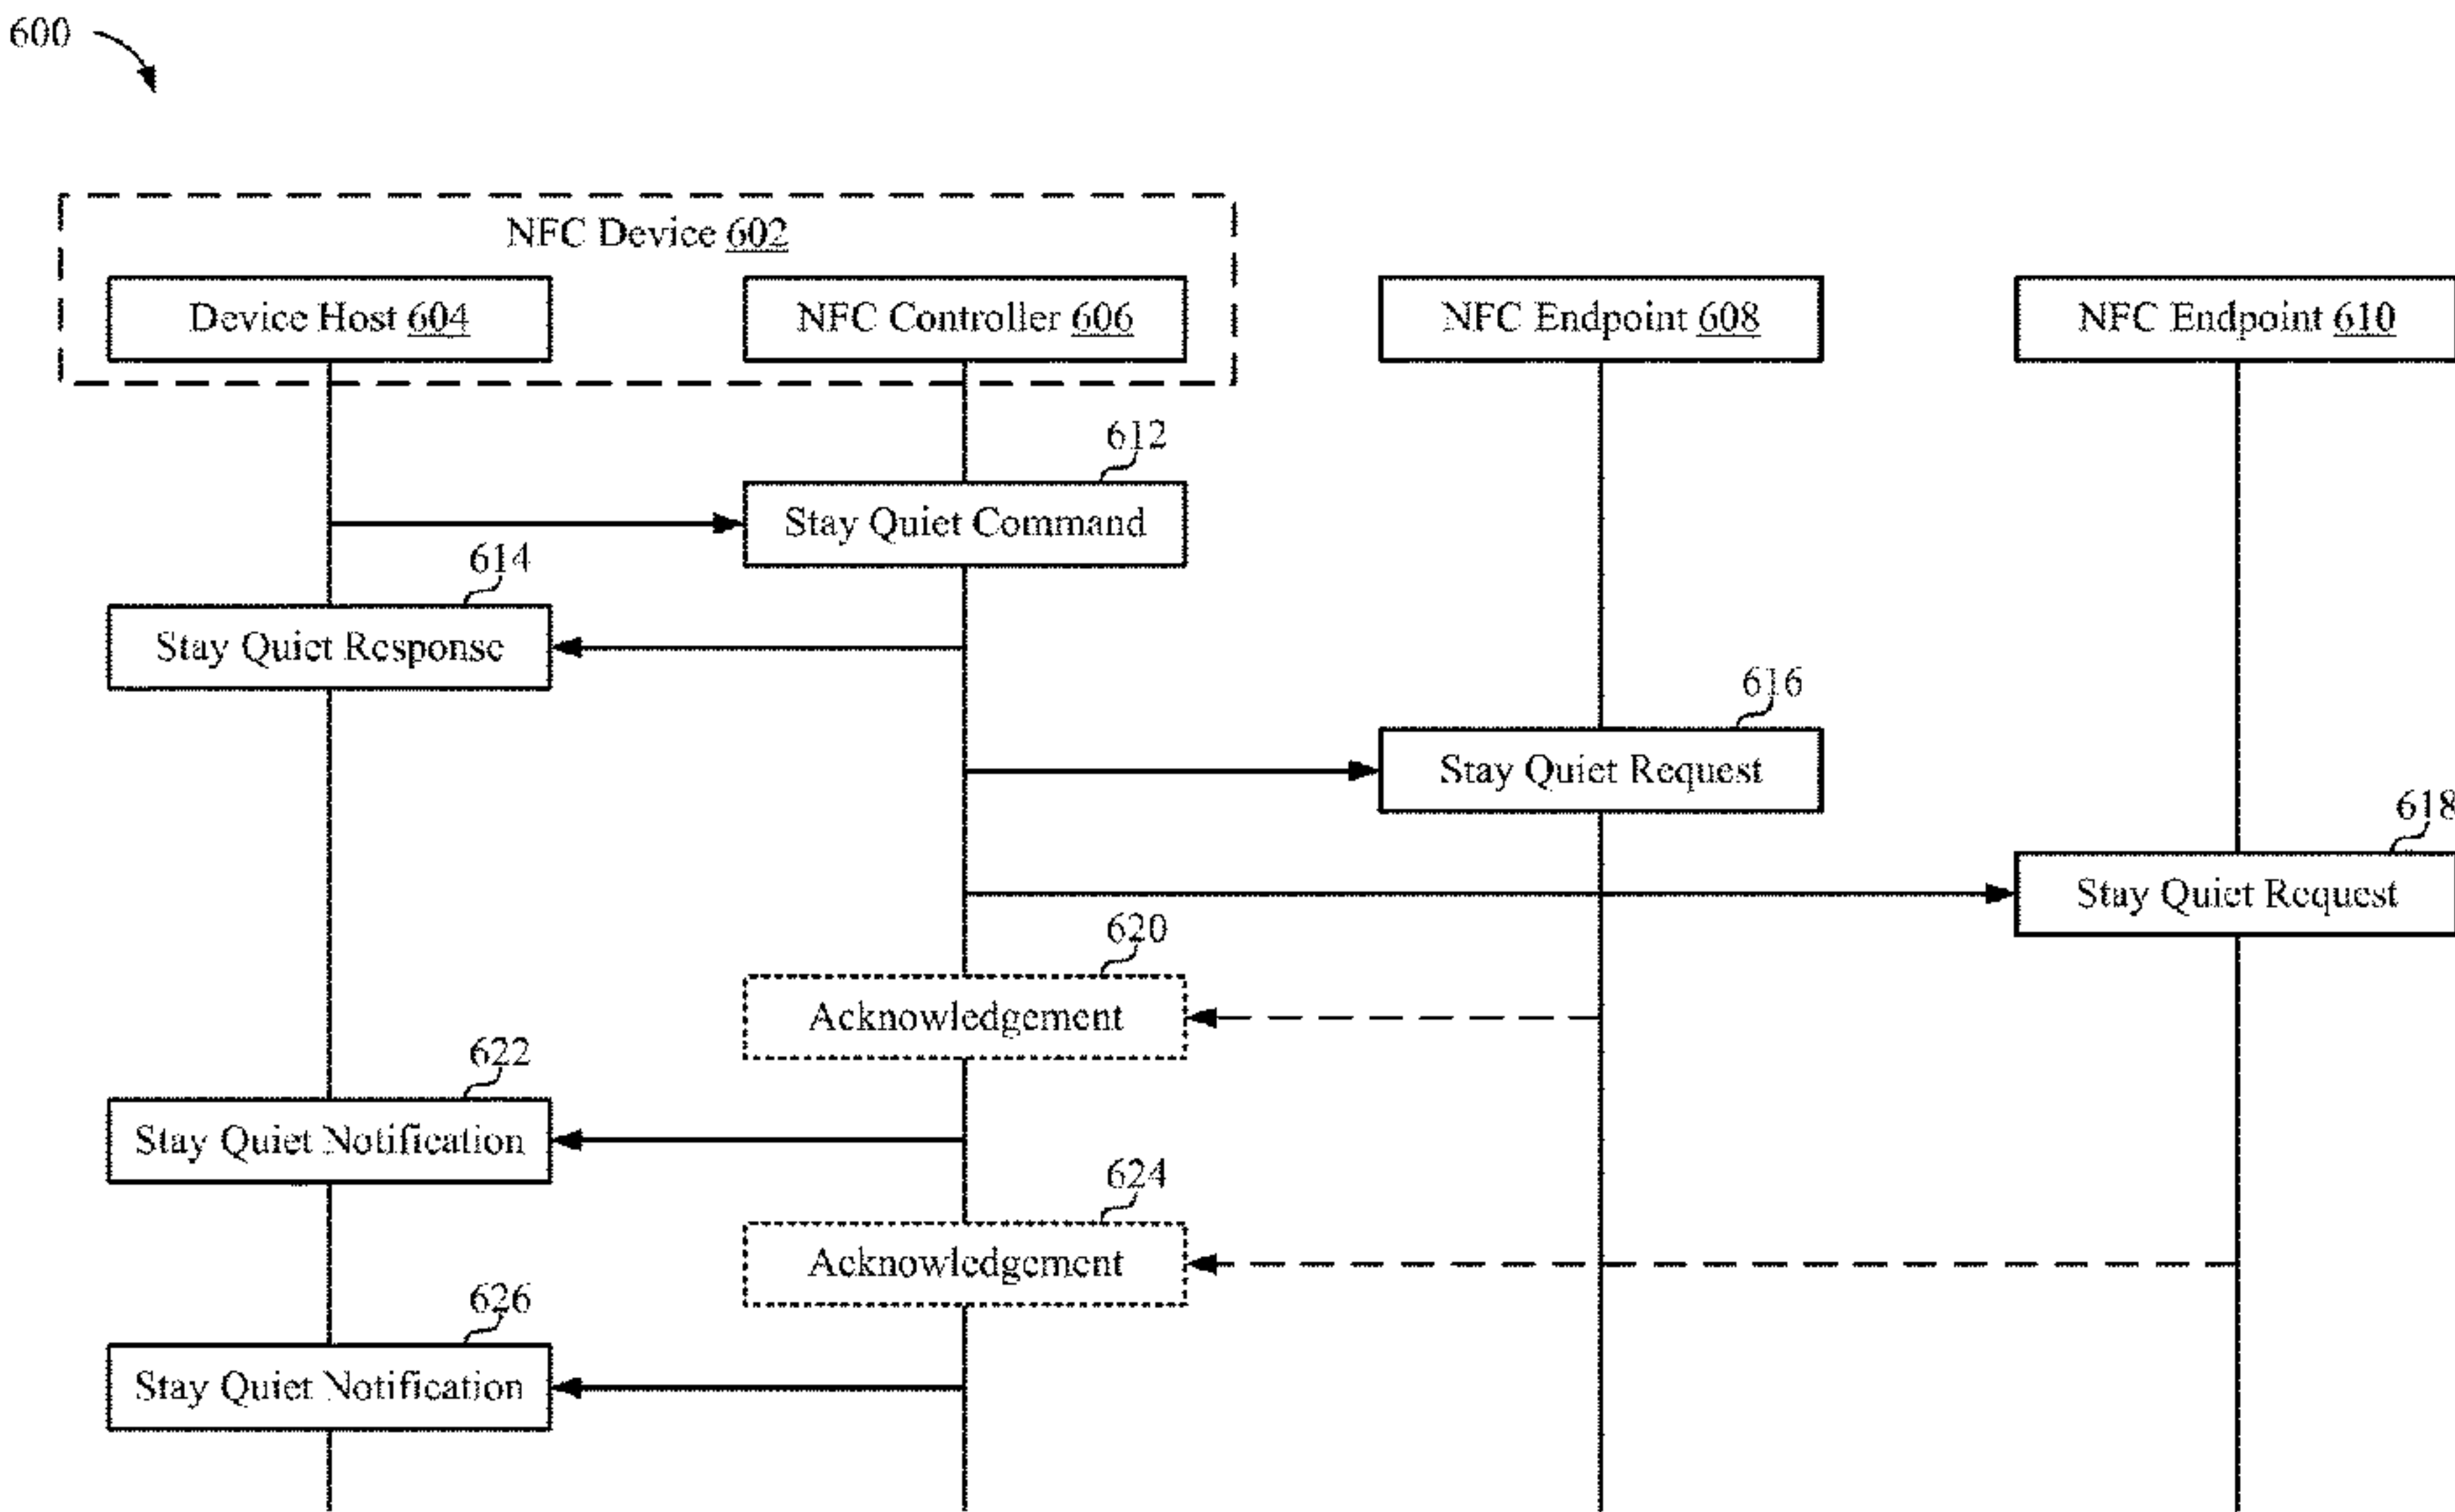 600
NFC Device 602
Device Host 604
NFC Controller 606
NFC Endpoint 608
NFC Endpoint 610
612
Stay Quiet Command
614
Stay Quiet Response
616
Stay Quiet Request
618
Stay Quiet Request
620
Acknowledgement
622
Stay Quiet Notification
624
Acknowledgement
626
Stay Quiet Notification